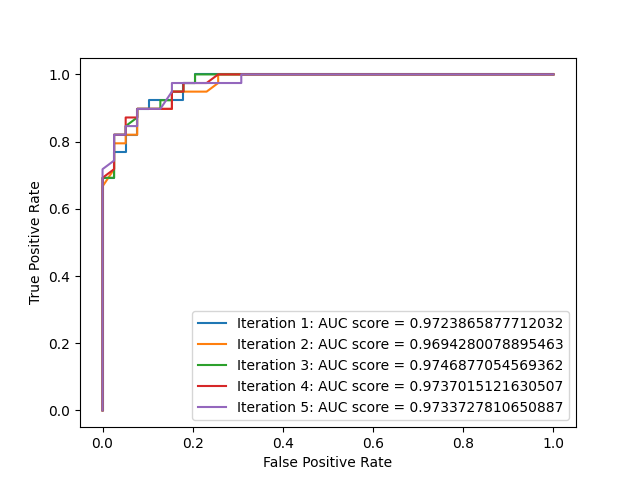 1.0
0.8
0.6
0.4
0.2
0.0
True Positive Rate
Iteration 1: AUC score = 0.9723865877712032
Iteration 2: AUC score = 0.9694280078895463
Iteration 3: AUC score = 0.9746877054569362
Iteration 4: AUC score = 0.9737015121630507
Iteration 5: AUC score = 0.9733727810650887
0.0 0.2 0.4 0.6 0.8 1.0
False Positive Rate